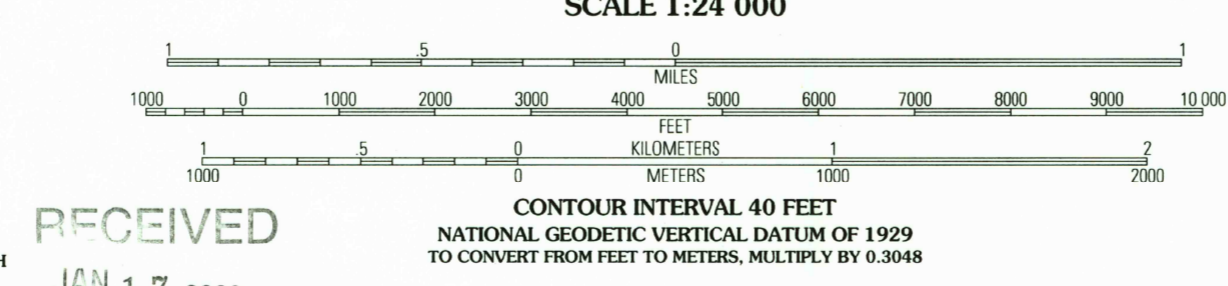 SCALE 1:24 000
1 .5 0 1
MILES
1000 0 1000 2000 3000 4000 5000 6000 7000 8000 9000 10 000
FEET
1 .5 0 KILOMETERS 1 2
1000 0 METERS 1000 2000
CONTOUR INTERVAL 40 FEET
NATIONAL GEODETIC VERTICAL DATUM OF 1929
TO CONVERT FROM FEET TO METERS, MULTIPLY BY 0.3048
RECEIVED
H
JAN 17